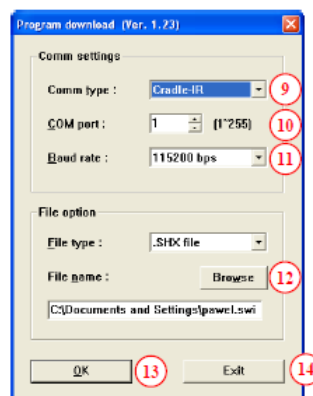 Program download (Ver. 1.23)
Comm settings
Comm type :
Cradle-IR
9
COM port :
1
(1~255)
10
Baud rate :
115200 bps
11
File option
File type :
.SHX file
File name :
Browse
12
C:\Documents and Settings\pawel.swi
OK
13
Exit
14